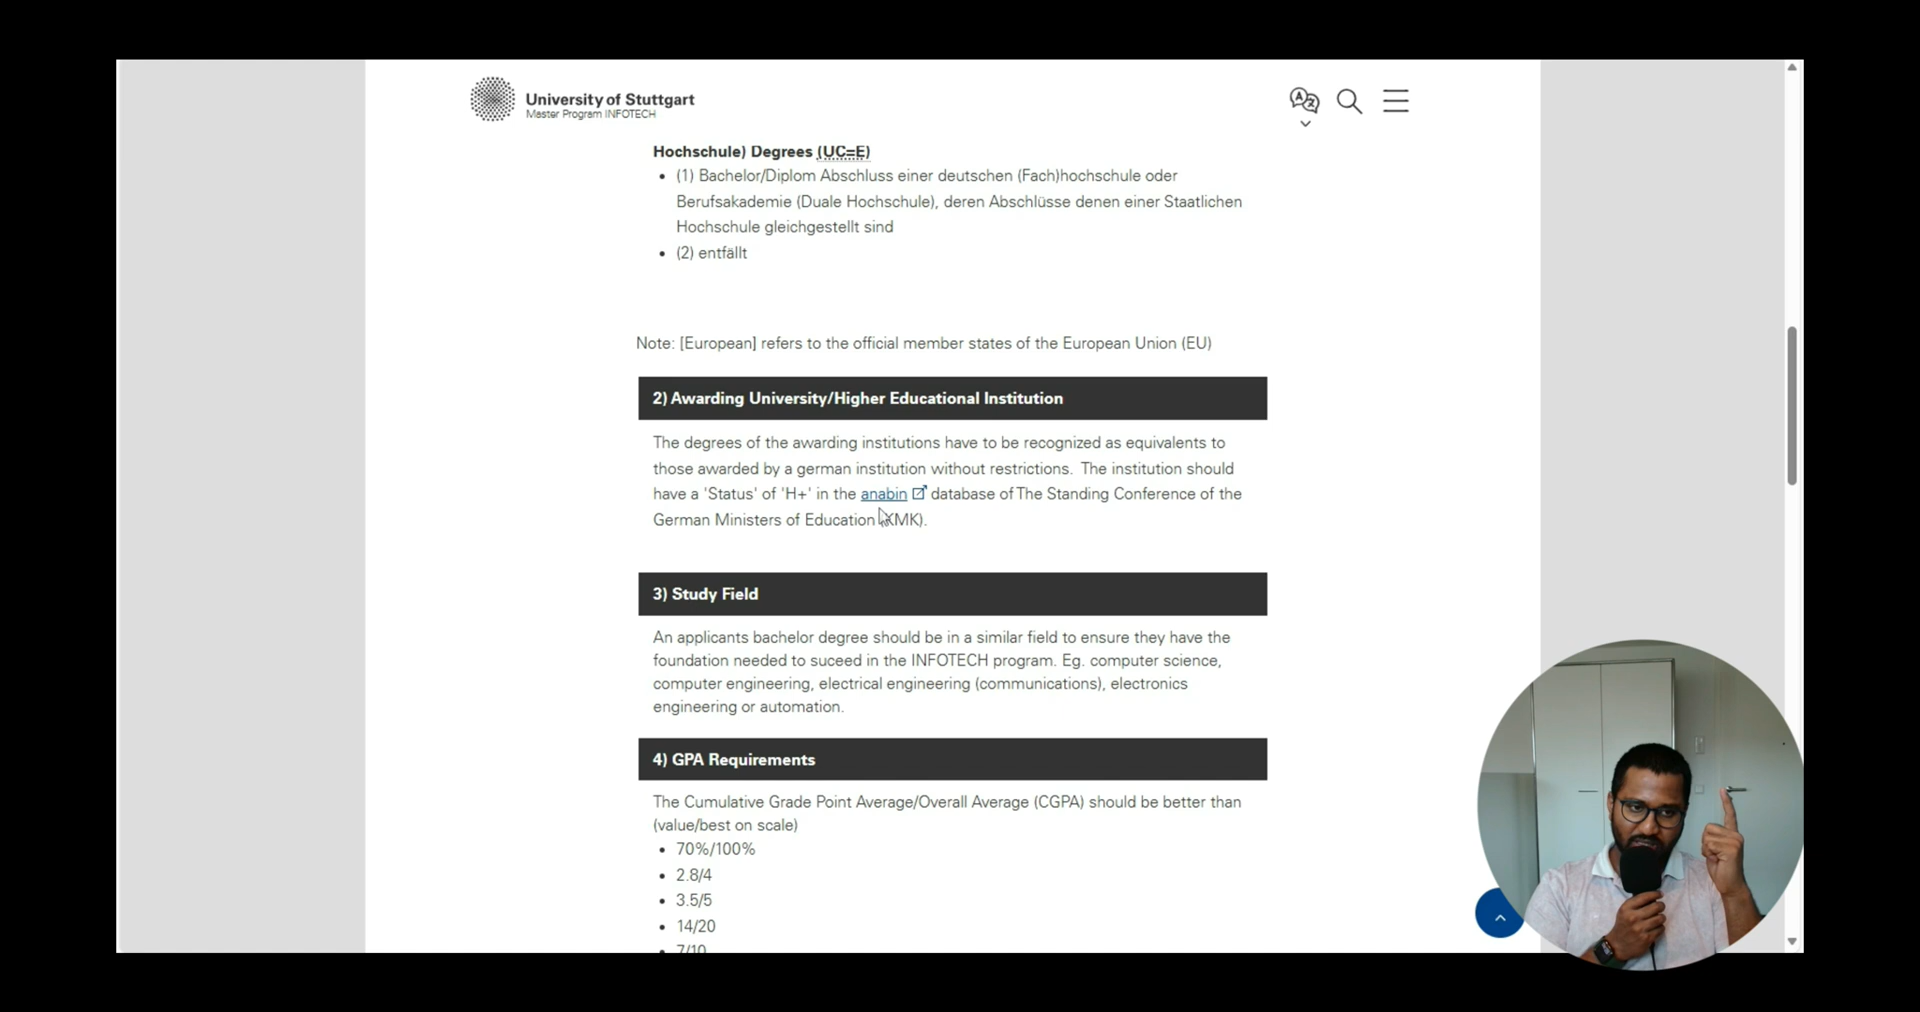 University of Stuttgart
Master Program INFOTECH
Hochschule) Degrees (UC=E)
• (1) Bachelor/Diplom Abschluss einer deutschen (Fach)hochschule oder
Berufsakademie (Duale Hochschule), deren Abschlüsse denen einer Staatlichen
Hochschule gleichgestellt sind
• (2) entfällt
Note: [European] refers to the official member states of the European Union (EU)
2) Awarding University/Higher Educational Institution
The degrees of the awarding institutions have to be recognized as equivalents to
those awarded by a german institution without restrictions. The institution should
have a 'Status' of 'H+' in the anabin database of The Standing Conference of the
German Ministers of Education (KMK).
3) Study Field
An applicants bachelor degree should be in a similar field to ensure they have the
foundation needed to suceed in the INFOTECH program. Eg. computer science,
computer engineering, electrical engineering (communications), electronics
engineering or automation.
4) GPA Requirements
The Cumulative Grade Point Average/Overall Average (CGPA) should be better than
(value/best on scale)
• 70%/100%
• 2.8/4
• 3.5/5
• 14/20
• 7/10